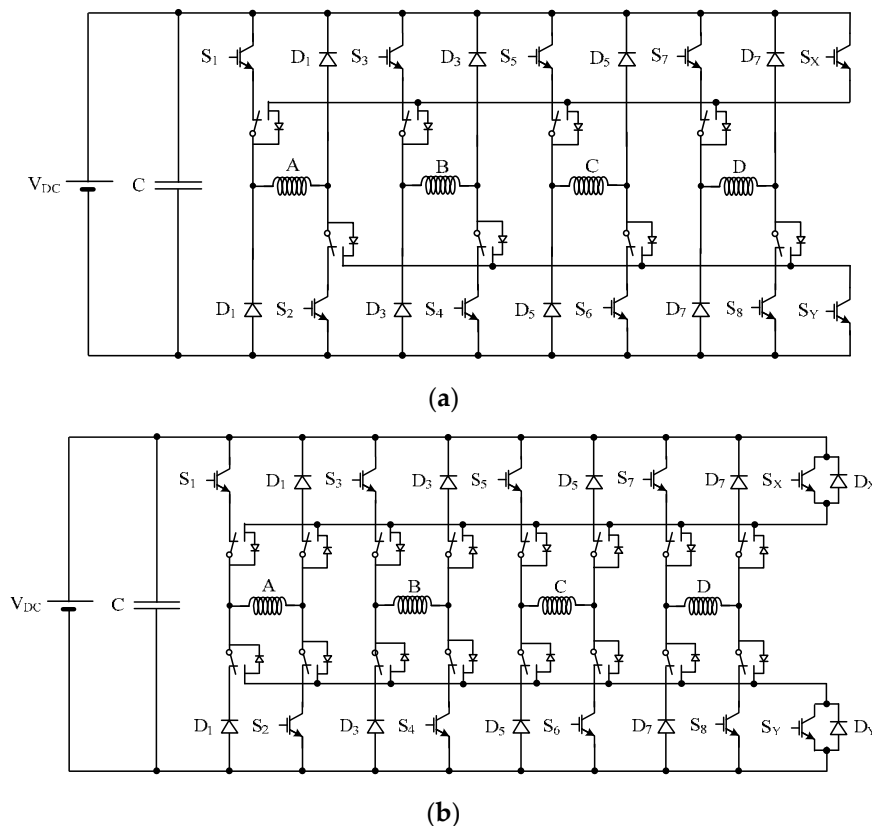 S1 D1 S3 D3 S5 D5 S7 D7 SX
A B C D
VDC C
D1 S2 D3 S4 D5 S6 D7 S8 SY
(a)
S1 D1 S3 D3 S5 D5 S7 D7 SX DX
A B C D
VDC C
D1 S2 D3 S4 D5 S6 D7 S8 SY DY
(b)